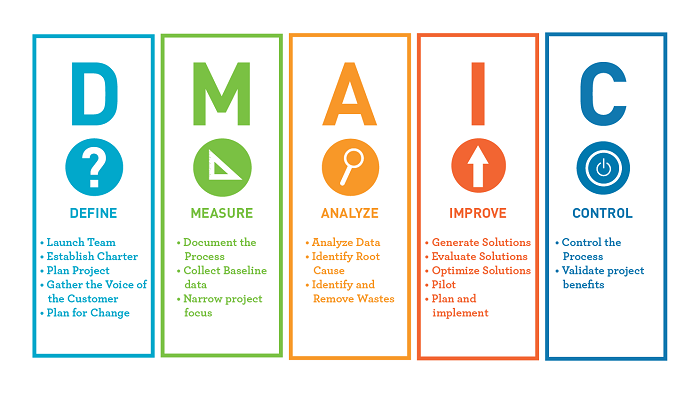 D
?
DEFINE
• Launch Team
• Establish Charter
• Plan Project
• Gather the Voice of
the Customer
• Plan for Change
M
MEASURE
• Document the
Process
• Collect Baseline
data
• Narrow project
focus
A
ANALYZE
• Analyze Data
• Identify Root
Cause
• Identify and
Remove Wastes
I
IMPROVE
• Generate Solutions
• Evaluate Solutions
• Optimize Solutions
• Pilot
• Plan and
implement
C
CONTROL
• Control the
Process
• Validate project
benefits